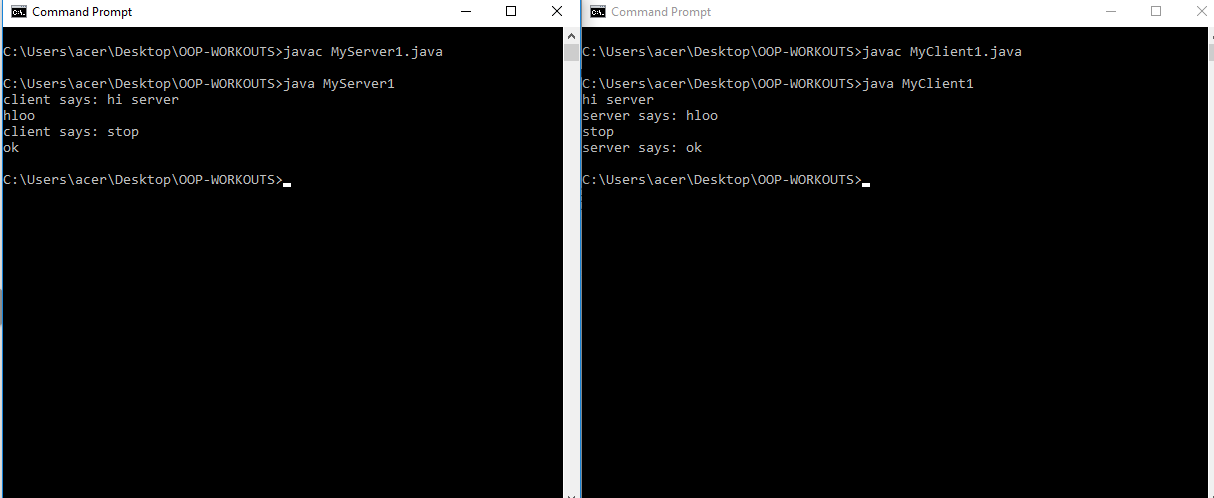 Command Prompt
C:\Users\acer\Desktop\OOP-WORKOUTS>javac MyServer1.java
C:\Users\acer\Desktop\OOP-WORKOUTS>java MyServer1
client says: hi server
hloo
client says: stop
ok
C:\Users\acer\Desktop\OOP-WORKOUTS>
Command Prompt
C:\Users\acer\Desktop\OOP-WORKOUTS>javac MyClient1.java
C:\Users\acer\Desktop\OOP-WORKOUTS>java MyClient1
hi server
server says: hloo
stop
server says: ok
C:\Users\acer\Desktop\OOP-WORKOUTS>